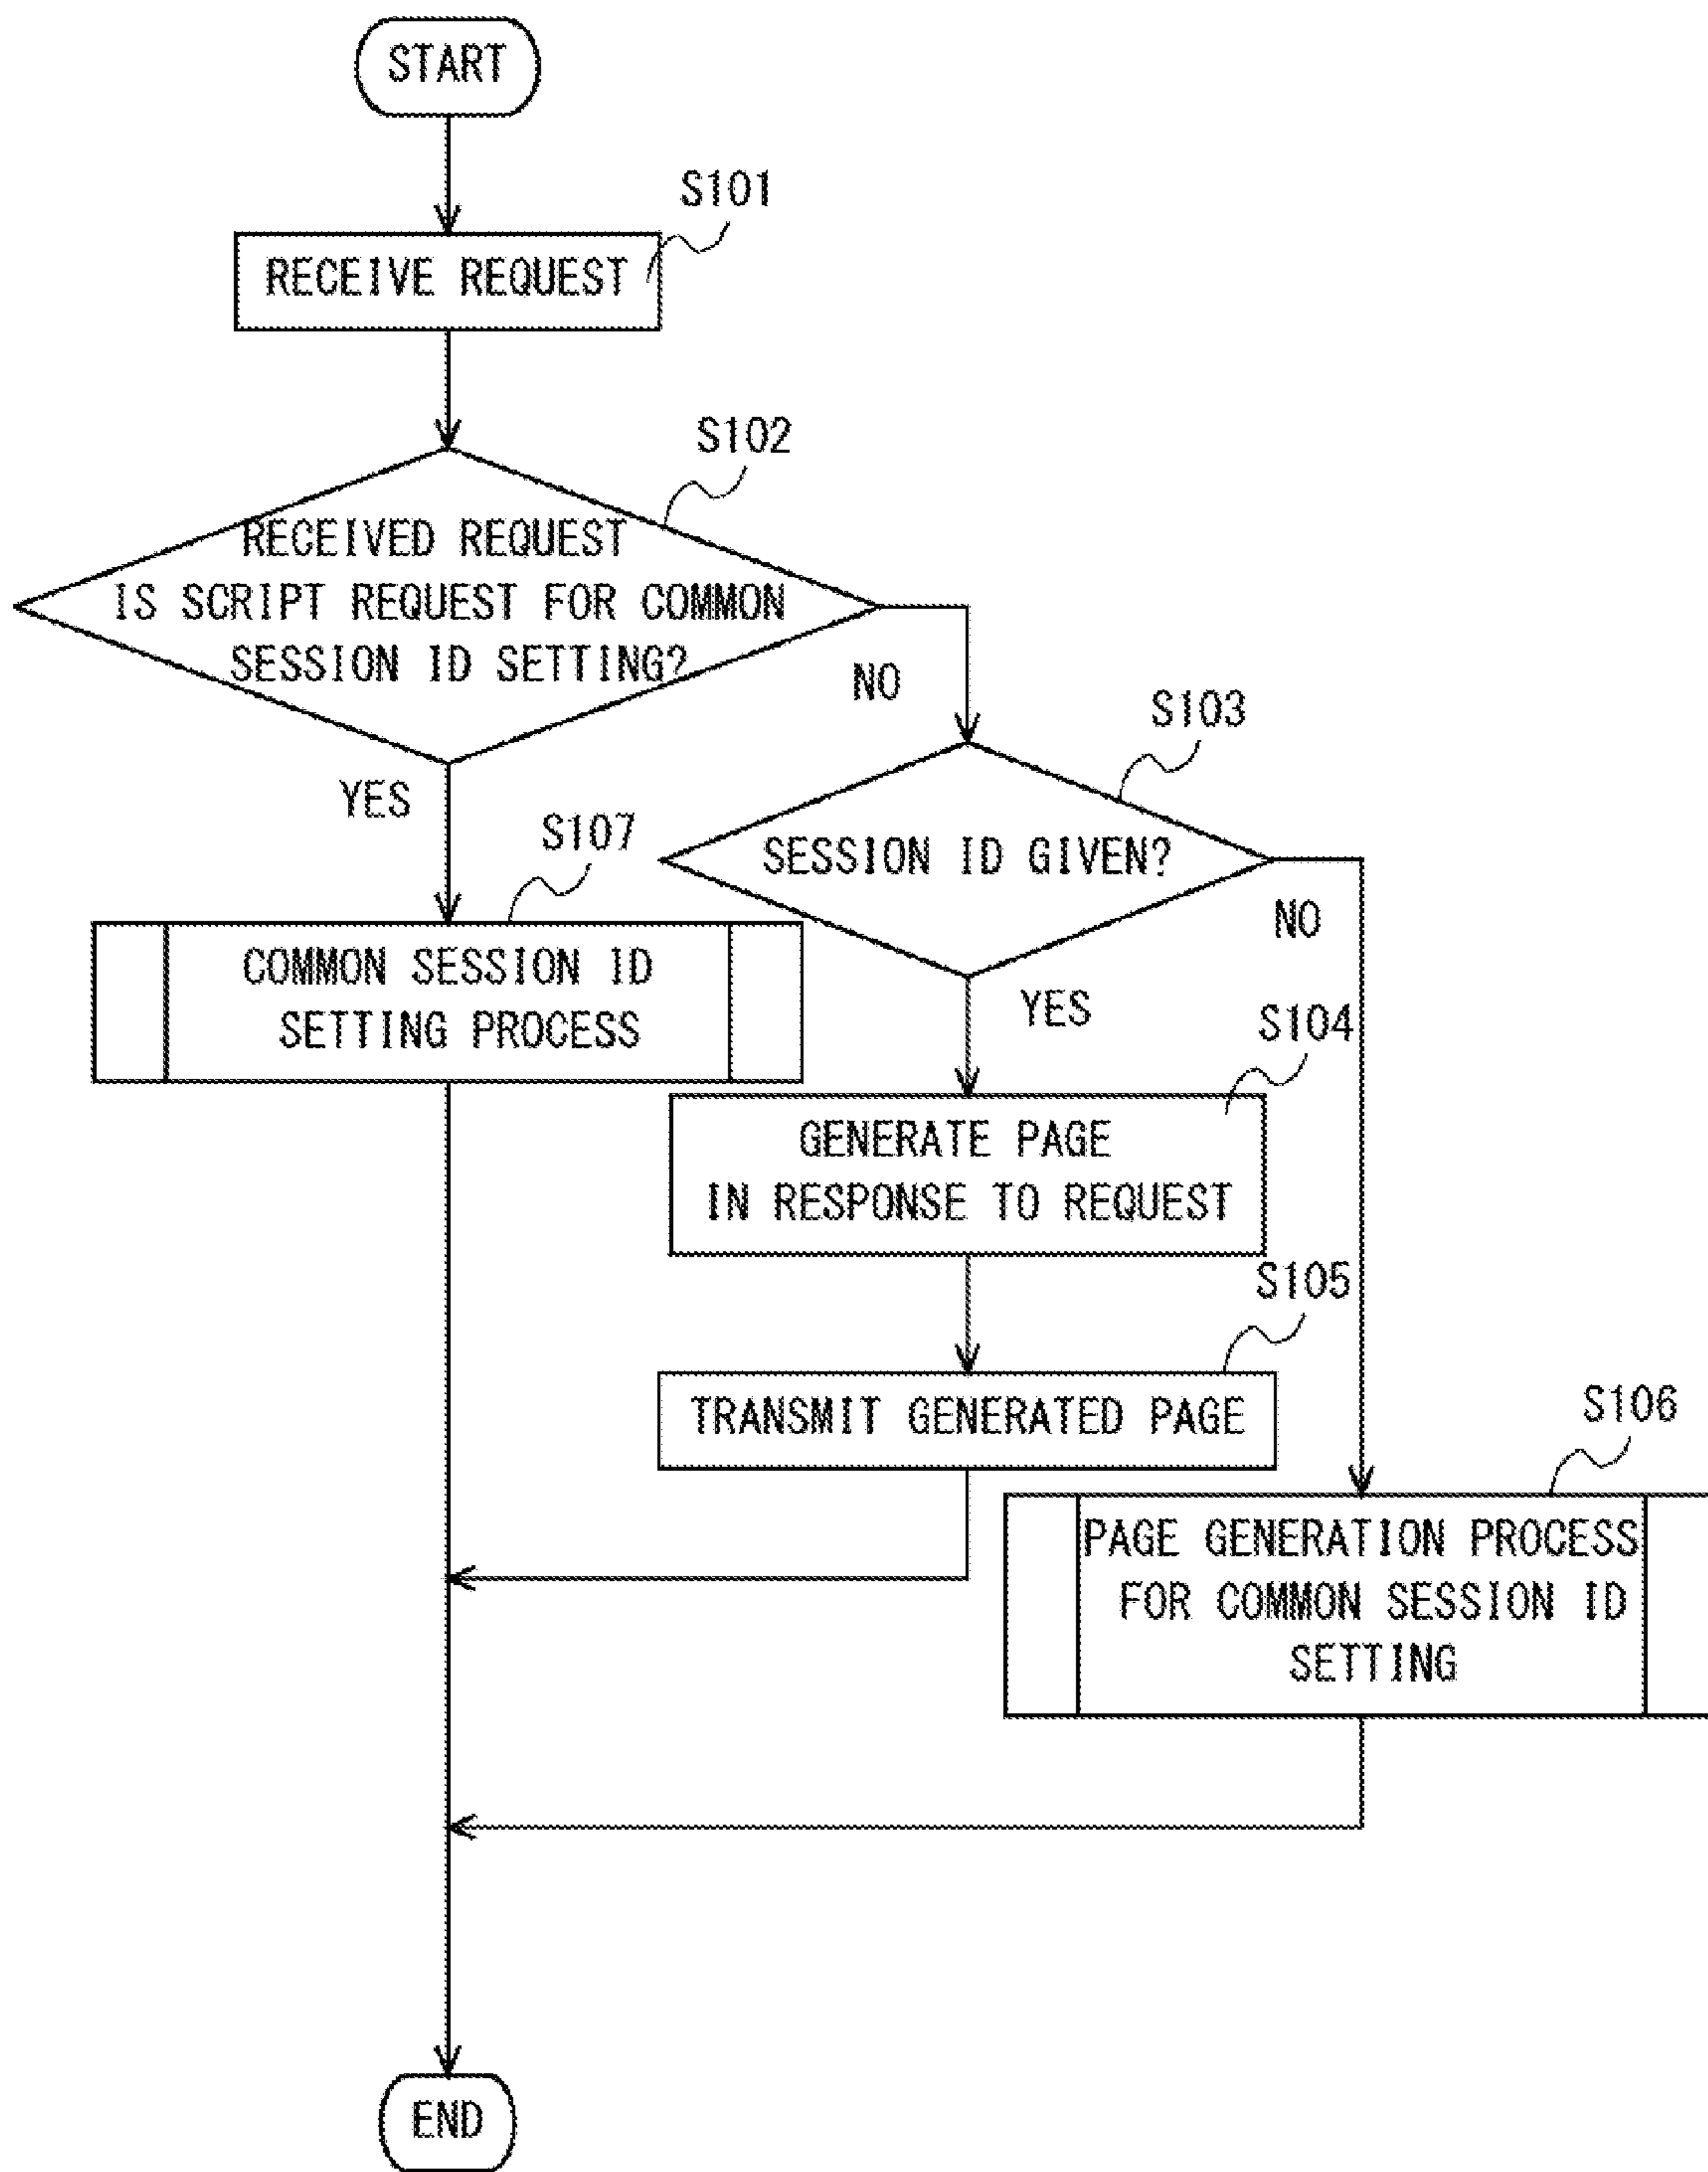 START
S101
RECEIVE REQUEST
S102
RECEIVED REQUEST
IS SCRIPT REQUEST FOR COMMON
SESSION ID SETTING?
NO
S103
YES
S107
SESSION ID GIVEN?
NO
COMMON SESSION ID
SETTING PROCESS
YES
S104
GENERATE PAGE
IN RESPONSE TO REQUEST
S105
TRANSMIT GENERATED PAGE
S106
PAGE GENERATION PROCESS
FOR COMMON SESSION ID
SETTING
END